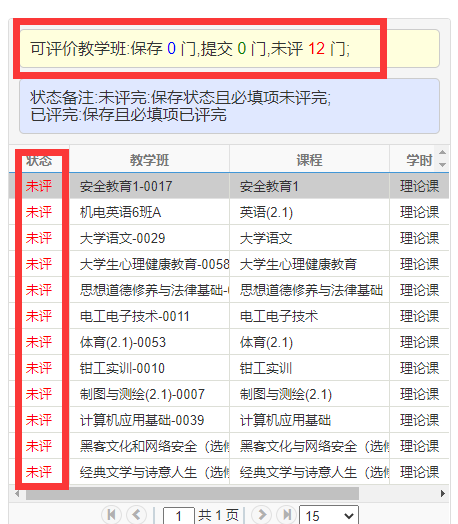 可评价教学班:保存 0 门,提交 0 门,未评 12 门;
状态备注:未评完:保存状态且必填项未评完;
已评完:保存且必填项已评完
状态 教学班 课程 学时
未评 安全教育1-0017 安全教育1 理论课
未评 机电英语6班A 英语(2.1) 理论课
未评 大学语文-0029 大学语文 理论课
未评 大学生心理健康教育-0058 大学生心理健康教育 理论课
未评 思想道德修养与法律基础-( 思想道德修养与法律基础 理论课
未评 电工电子技术-0011 电工电子技术 理论课
未评 体育(2.1)-0053 体育(2.1) 理论课
未评 钳工实训-0010 钳工实训 理论课
未评 制图与测绘(2.1)-0007 制图与测绘(2.1) 理论课
未评 计算机应用基础-0039 计算机应用基础 理论课
未评 黑客文化和网络安全（选修 黑客文化与网络安全（选修 理论课
未评 经典文学与诗意人生（选修 经典文学与诗意人生（选修 理论课
1 共 1 页 15